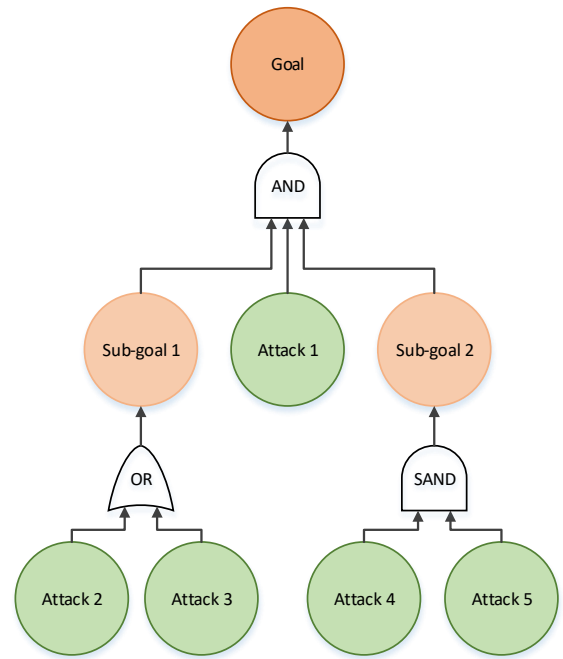 Goal
AND
Sub-goal 1
Attack 1
Sub-goal 2
OR
SAND
Attack 2
Attack 3
Attack 4
Attack 5